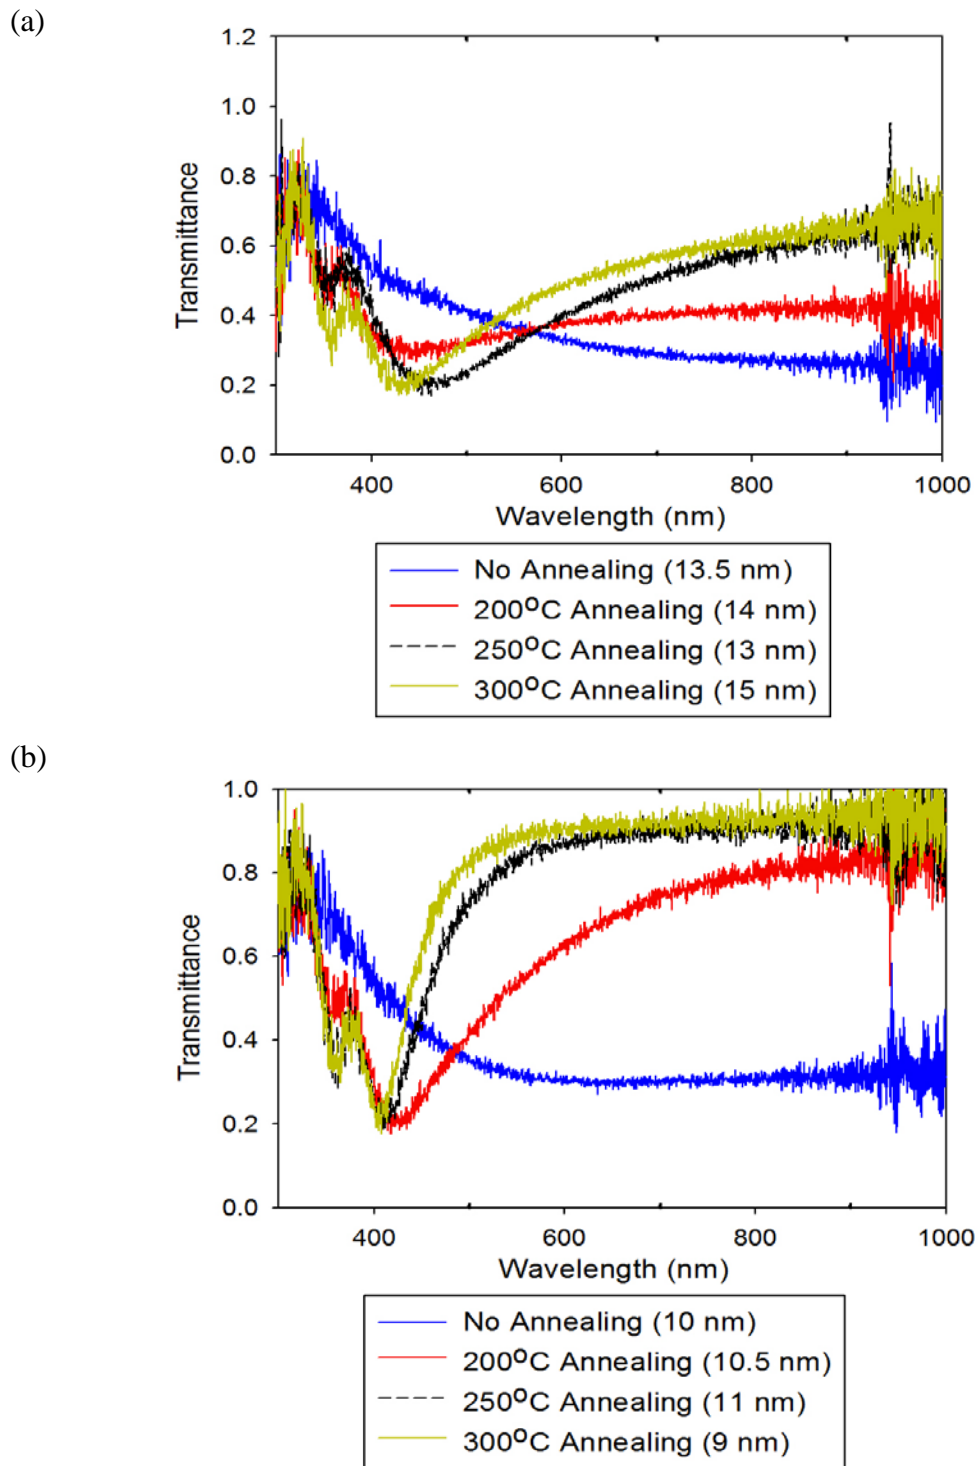 (a)
1.2
1.0
0.8
0.6
0.4
0.2
0.0
Transmittance
400 600 800 1000
Wavelength (nm)
No Annealing (13.5 nm)
200°C Annealing (14 nm)
250°C Annealing (13 nm)
300°C Annealing (15 nm)
(b)
1.0
0.8
0.6
0.4
0.2
0.0
Transmittance
400 600 800 1000
Wavelength (nm)
No Annealing (10 nm)
200°C Annealing (10.5 nm)
250°C Annealing (11 nm)
300°C Annealing (9 nm)